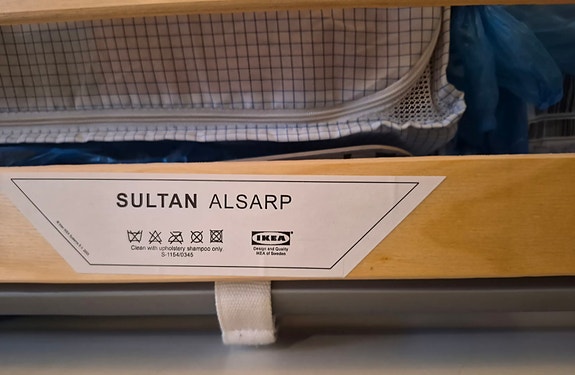 SULTAN ALSARP
Clean with upholstery shampoo only
S-1154/0345
IKEA
Design and Quality
IKEA of Sweden